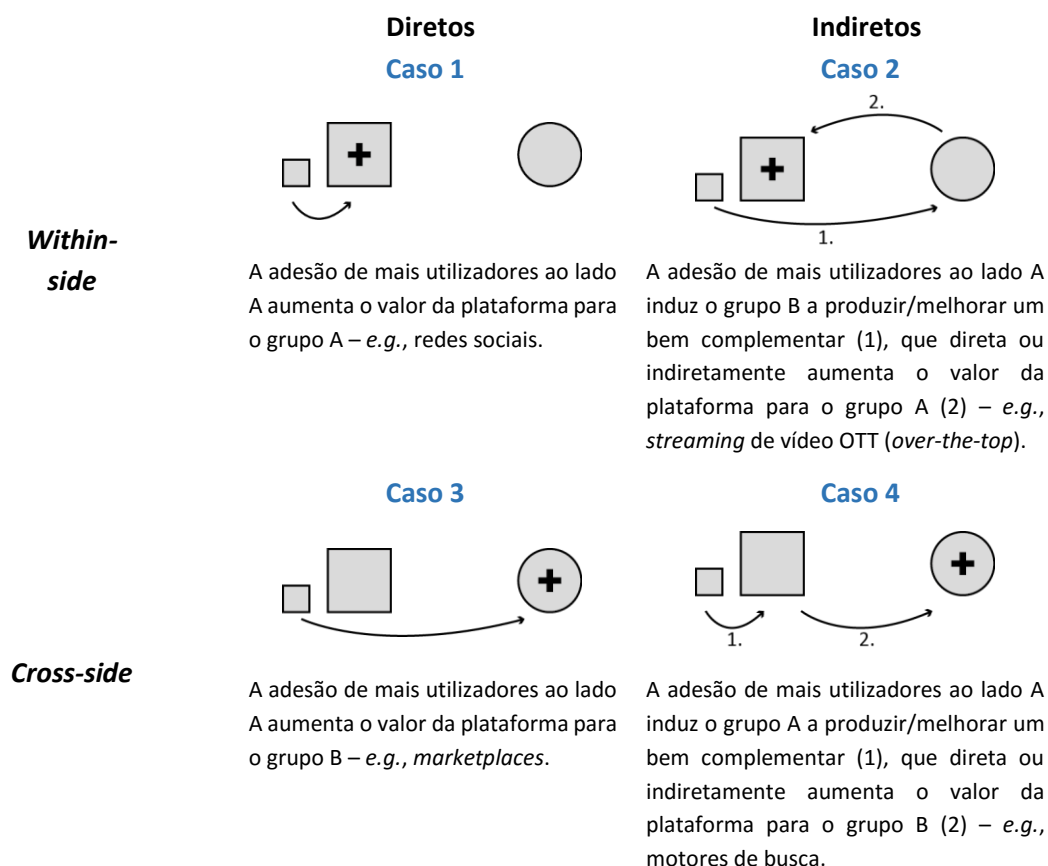 Diretos
Indiretos
Caso 1
Caso 2
2.
1.
Within-
side
A adesão de mais utilizadores ao lado
A aumenta o valor da plataforma para
o grupo A – e.g., redes sociais.
A adesão de mais utilizadores ao lado A
induz o grupo B a produzir/melhorar um
bem complementar (1), que direta ou
indiretamente aumenta o valor da
plataforma para o grupo A (2) – e.g.,
streaming de vídeo OTT (over-the-top).
Caso 3
Caso 4
1.
2.
Cross-side
A adesão de mais utilizadores ao lado
A aumenta o valor da plataforma para
o grupo B – e.g., marketplaces.
A adesão de mais utilizadores ao lado A
induz o grupo A a produzir/melhorar um
bem complementar (1), que direta ou
indiretamente aumenta o valor da
plataforma para o grupo B (2) – e.g.,
motores de busca.